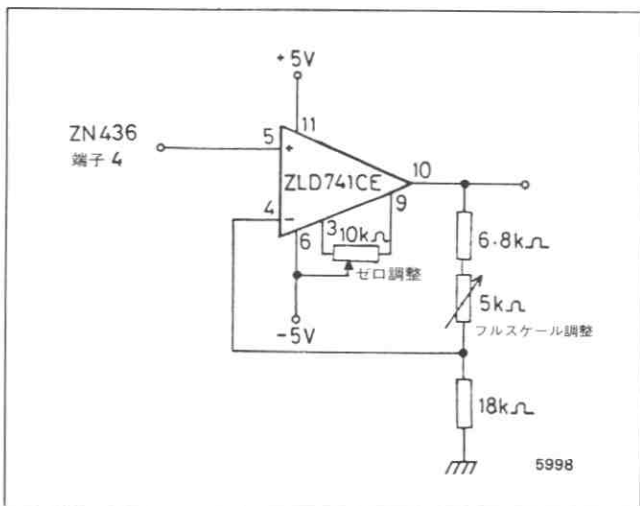 +5V
ZN436
端子 4
5
11
+
ZLD741CE
10
4
−
9
6
3
10kΩ
ゼロ調整
−5V
6.8kΩ
5kΩ
フルスケール調整
18kΩ
5998